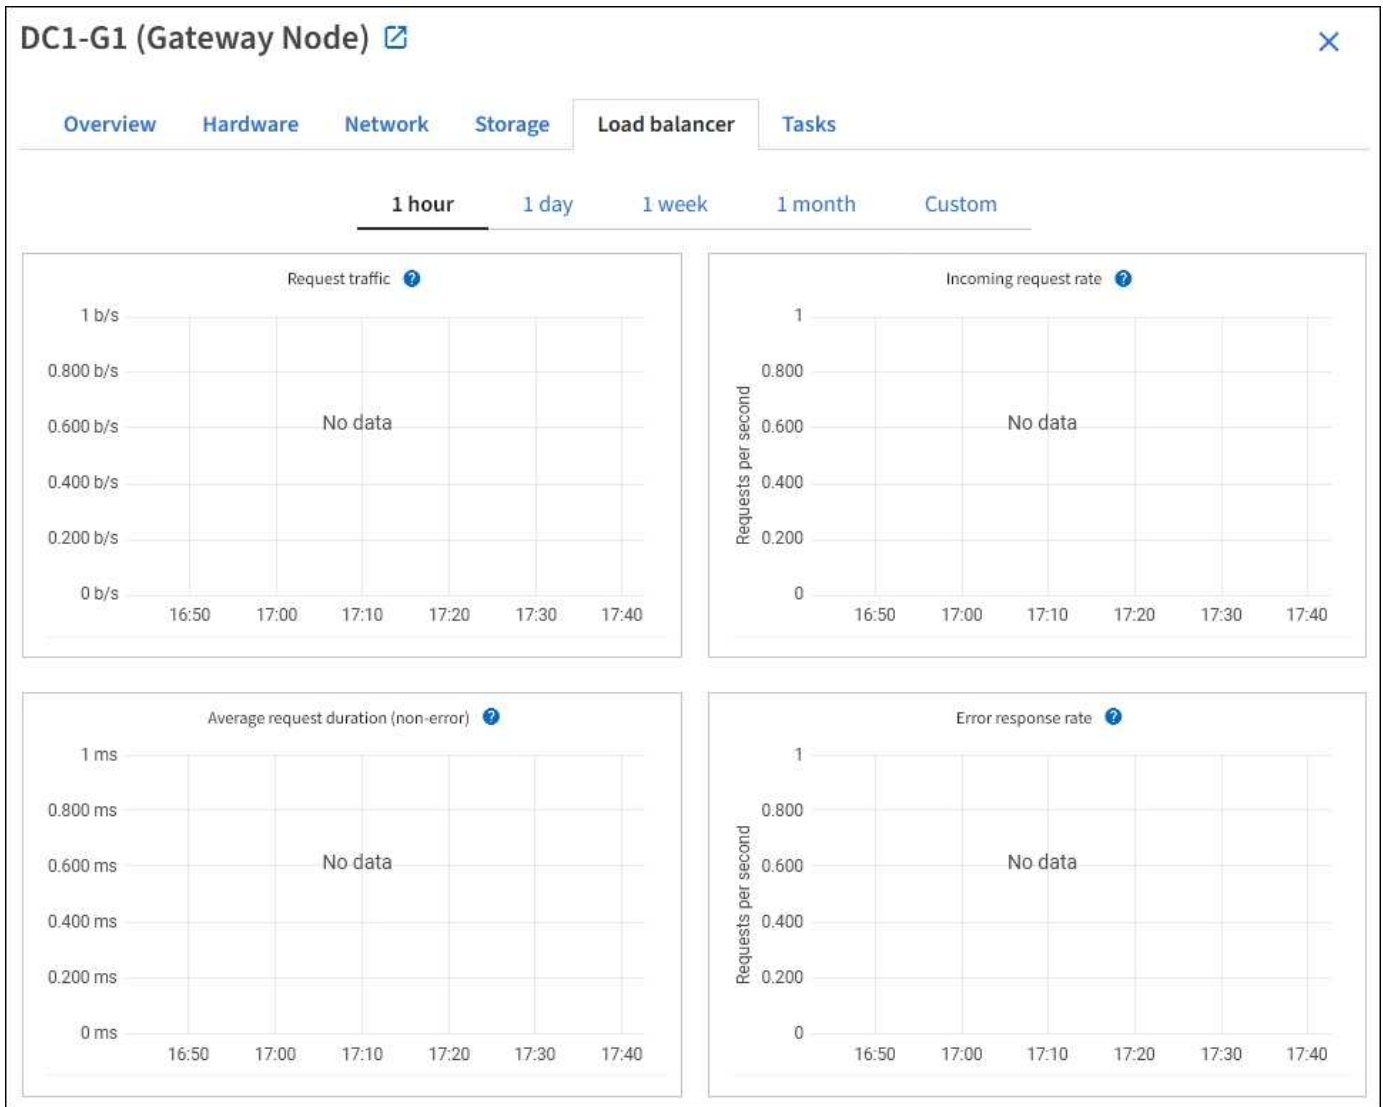 DC1-G1 (Gateway Node)
Overview Hardware Network Storage Load balancer Tasks
1 hour 1 day 1 week 1 month Custom
Request traffic
1 b/s
0.800 b/s
0.600 b/s
0.400 b/s
0.200 b/s
0 b/s
No data
16:50 17:00 17:10 17:20 17:30 17:40
Incoming request rate
Requests per second
1
0.800
0.600
0.400
0.200
0
No data
16:50 17:00 17:10 17:20 17:30 17:40
Average request duration (non-error)
1 ms
0.800 ms
0.600 ms
0.400 ms
0.200 ms
0 ms
No data
16:50 17:00 17:10 17:20 17:30 17:40
Error response rate
Requests per second
1
0.800
0.600
0.400
0.200
0
No data
16:50 17:00 17:10 17:20 17:30 17:40